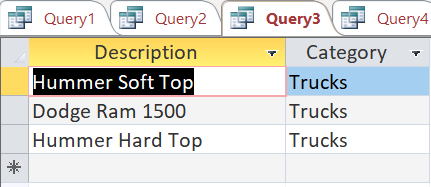 Query1 Query2 Query3 Query4
Description Category
Hummer Soft Top Trucks
Dodge Ram 1500 Trucks
Hummer Hard Top Trucks